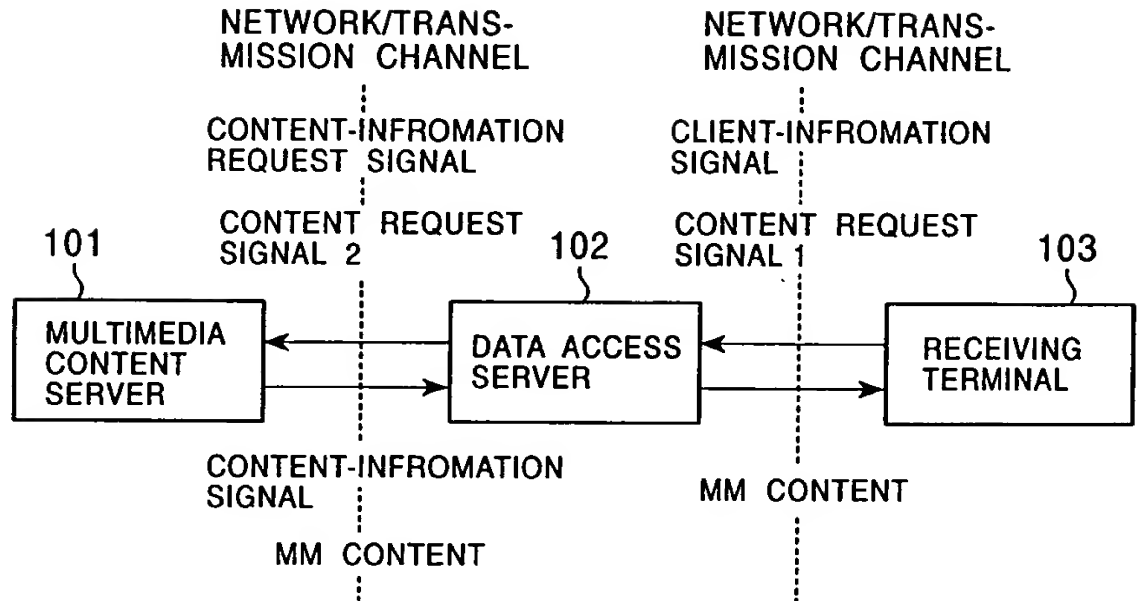 NETWORK/TRANS-
MISSION CHANNEL
NETWORK/TRANS-
MISSION CHANNEL
CONTENT-INFROMATION
REQUEST SIGNAL
CLIENT-INFROMATION
SIGNAL
CONTENT REQUEST
SIGNAL 2
CONTENT REQUEST
SIGNAL 1
101
102
103
MULTIMEDIA
CONTENT
SERVER
DATA ACCESS
SERVER
RECEIVING
TERMINAL
CONTENT-INFROMATION
SIGNAL
MM CONTENT
MM CONTENT